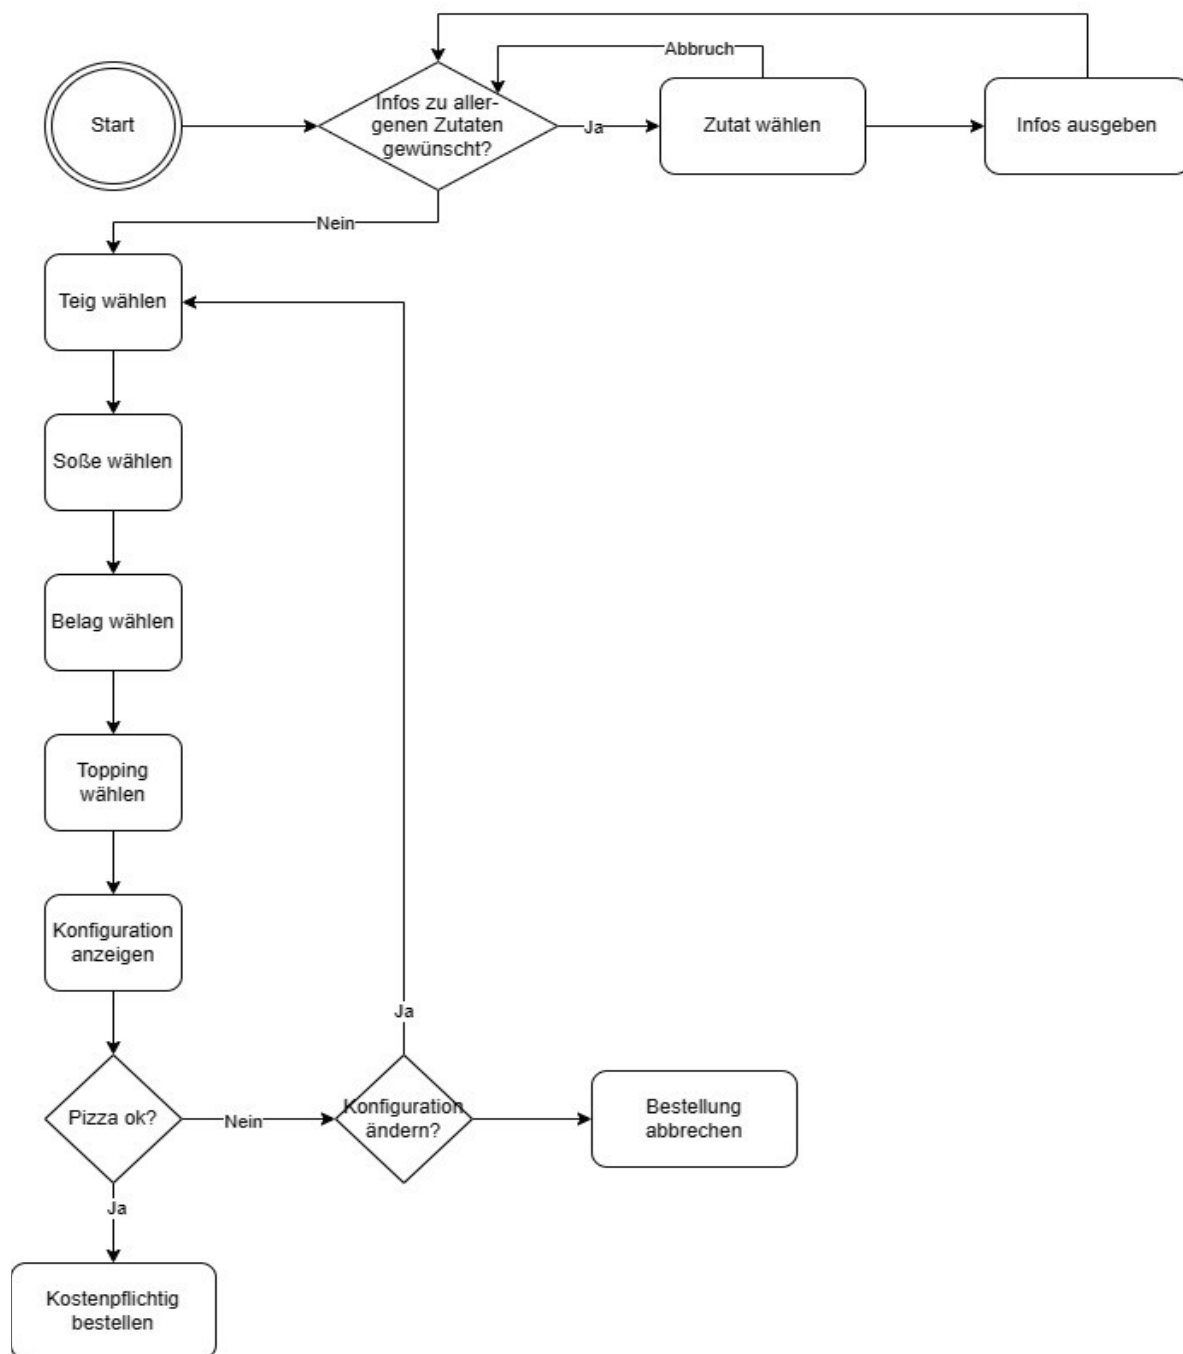 Abbruch
Start
Infos zu aller-
genen Zutaten
gewünscht?
Ja
Zutat wählen
Infos ausgeben
Nein
Teig wählen
Soße wählen
Belag wählen
Topping
wählen
Konfiguration
anzeigen
Ja
Pizza ok?
Nein
Konfiguration
ändern?
Bestellung
abbrechen
Ja
Kostenpflichtig
bestellen